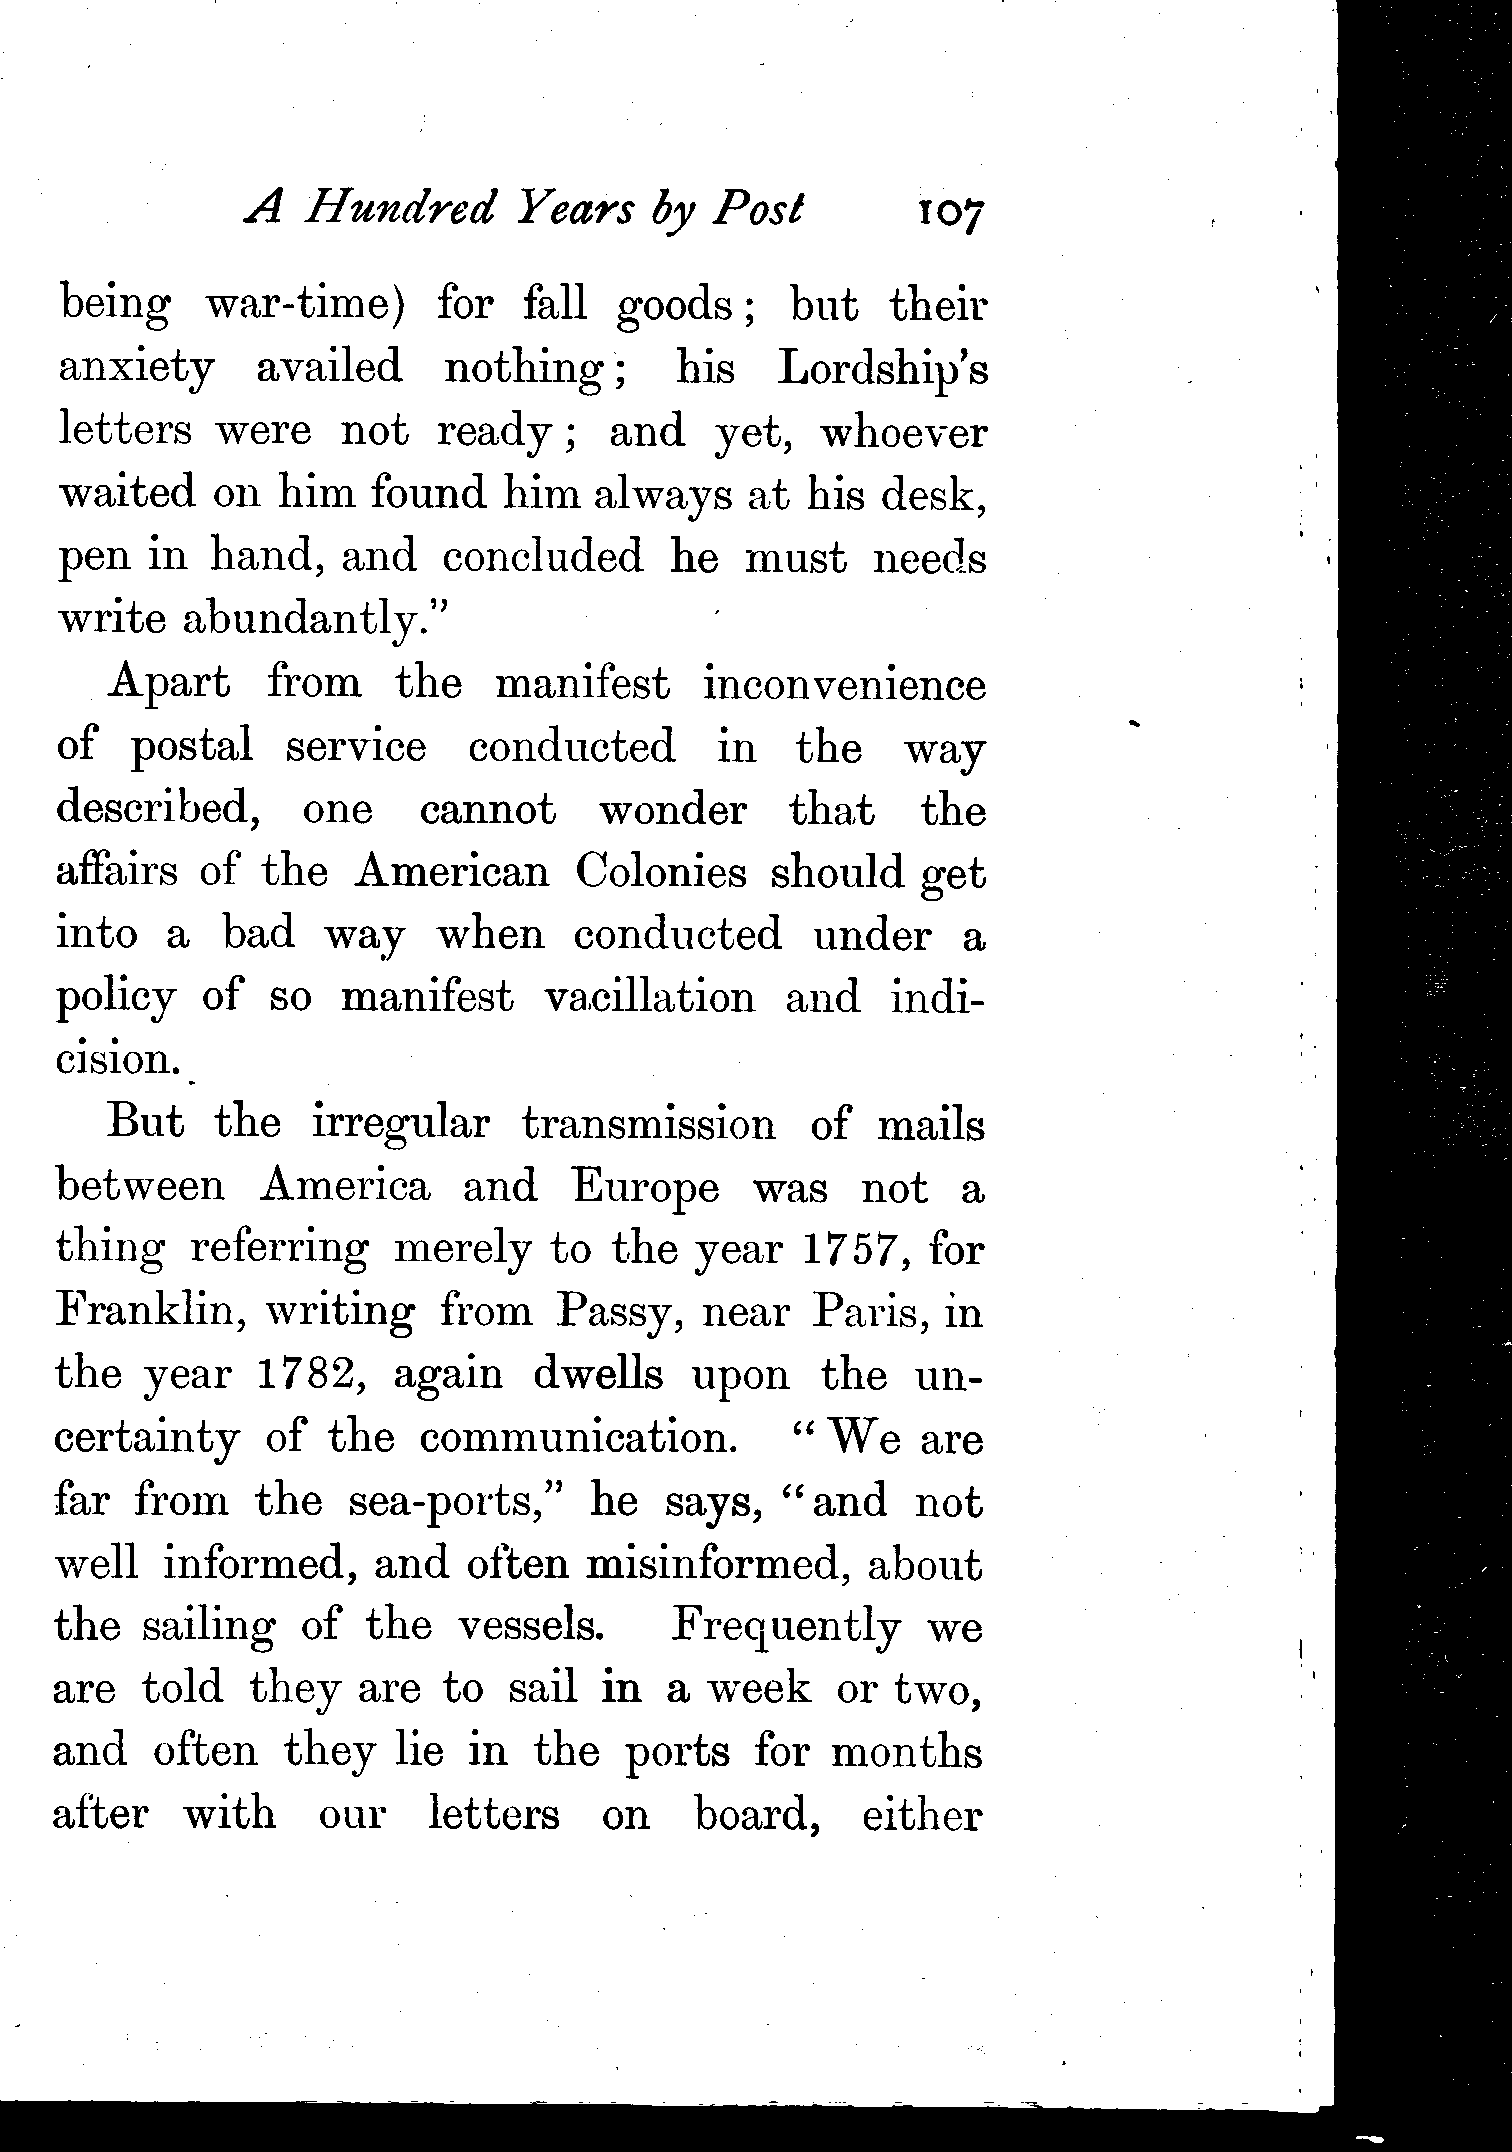 A Hundred Years by Post 107
being war-time) for fall goods; but their
anxiety availed nothing; his Lordship's
letters were not ready; and yet, whoever
waited on him found him always at his desk,
pen in hand, and concluded he must needs
write abundantly."
Apart from the manifest inconvenience
of postal service conducted in the way
described, one cannot wonder that the
affairs of the American Colonies should get
into a bad way when conducted under a
policy of so manifest vacillation and indi-
cision.
But the irregular transmission of mails
between America and Europe was not a
thing referring merely to the year 1757, for
Franklin, writing from Passy, near Paris, in
the year 1782, again dwells upon the un-
certainty of the communication. "We are
far from the sea-ports," he says, "and not
well informed, and often misinformed, about
the sailing of the vessels. Frequently we
are told they are to sail in a week or two,
and often they lie in the ports for months
after with our letters on board, either